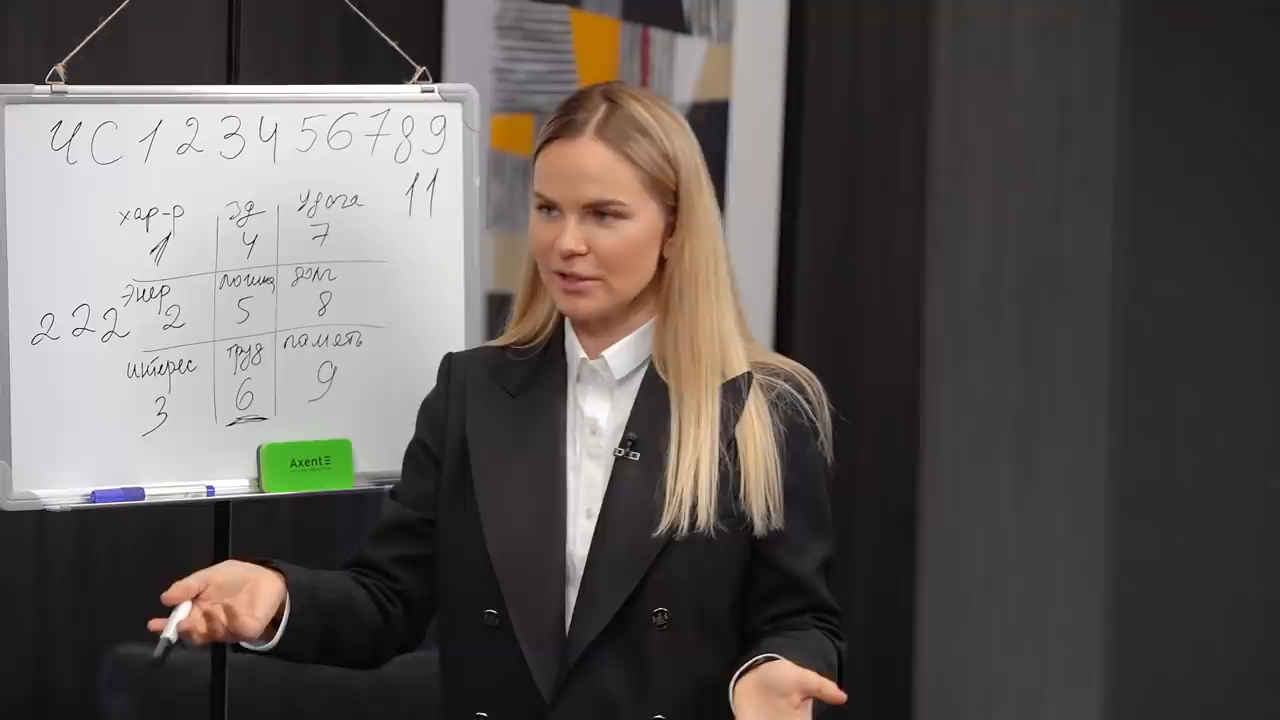 ЧС 1 2 3 4 5 6 7 8 9
11
хар-р зд удача
1 4 7
энер логика долг
222 2 5 8
интерес труд память
3 6 9
Axent